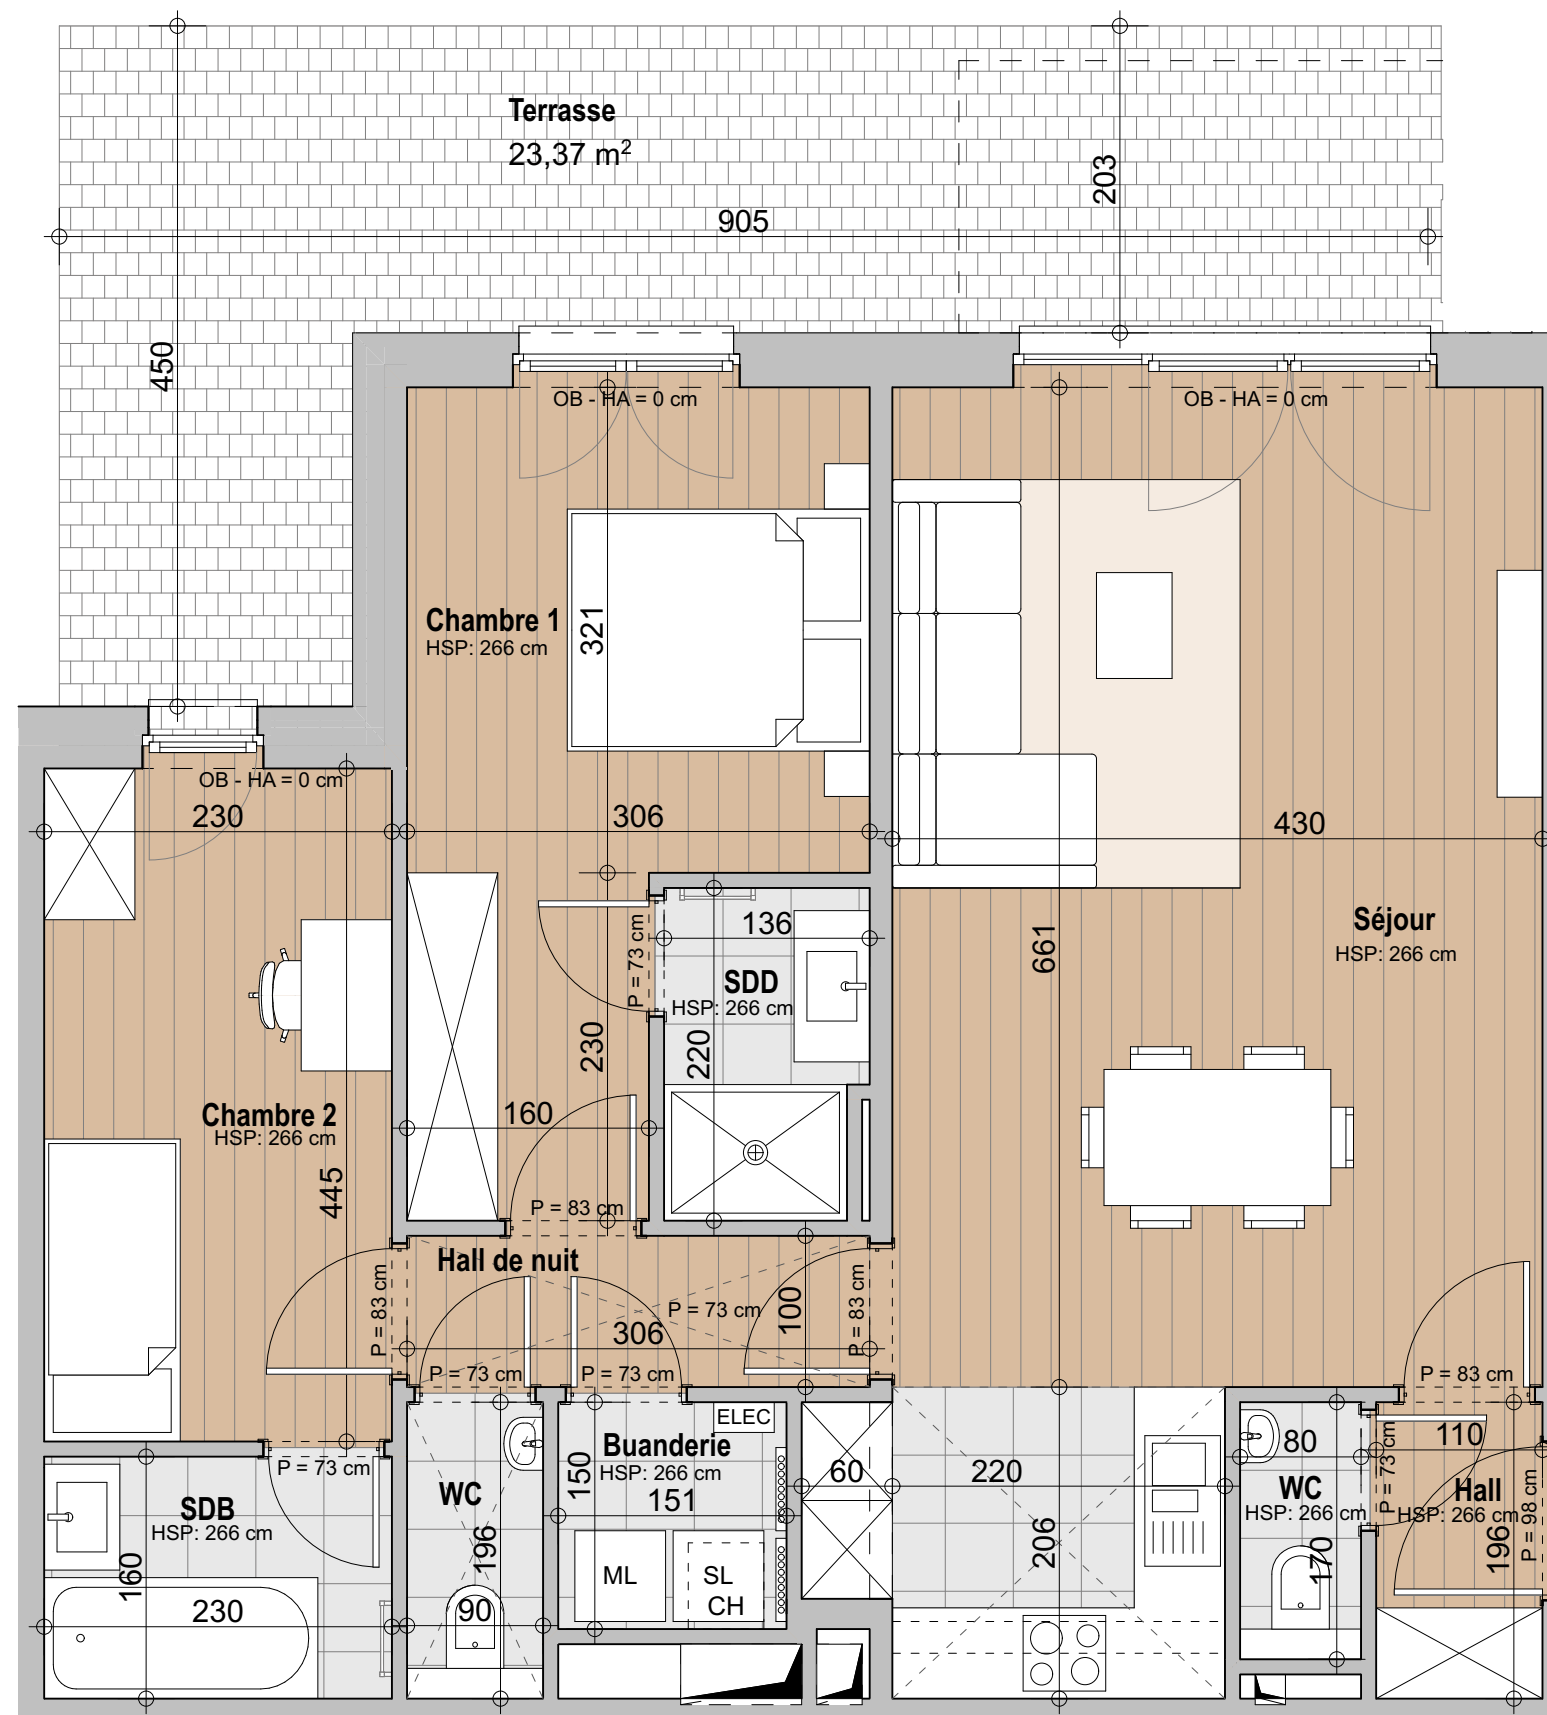 Terrasse
23,37 m²
203
905
450
OB - HA = 0 cm
OB - HA = 0 cm
Chambre 1
HSP: 266 cm
321
OB - HA = 0 cm
230
306
430
Séjour
HSP: 266 cm
661
136
P = 73 cm
SDD
HSP: 266 cm
230
220
160
Chambre 2
HSP: 266 cm
445
P = 83 cm
Hall de nuit
P = 83 cm
P = 73 cm
100
P = 83 cm
306
P = 73 cm
P = 73 cm
P = 83 cm
ELEC
Buanderie
HSP: 266 cm
150
151
60
220
80
P = 73 cm
110
P = 73 cm
SDB
HSP: 266 cm
WC
WC
HSP: 266 cm
Hall
HSP: 266 cm
P = 98 cm
196
206
170
196
160
230
90
ML
SL
CH